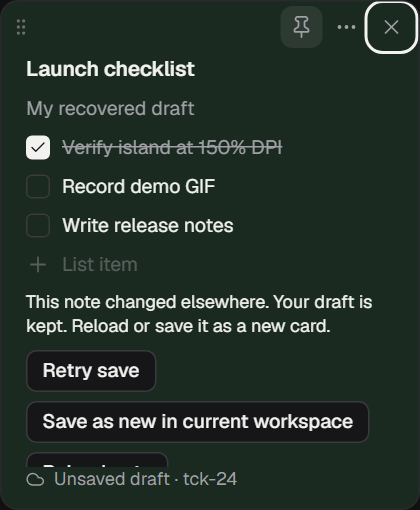 Launch checklist
My recovered draft
Verify island at 150% DPI
Record demo GIF
Write release notes
List item
This note changed elsewhere. Your draft is
kept. Reload or save it as a new card.
Retry save
Save as new in current workspace
Unsaved draft · tck-24